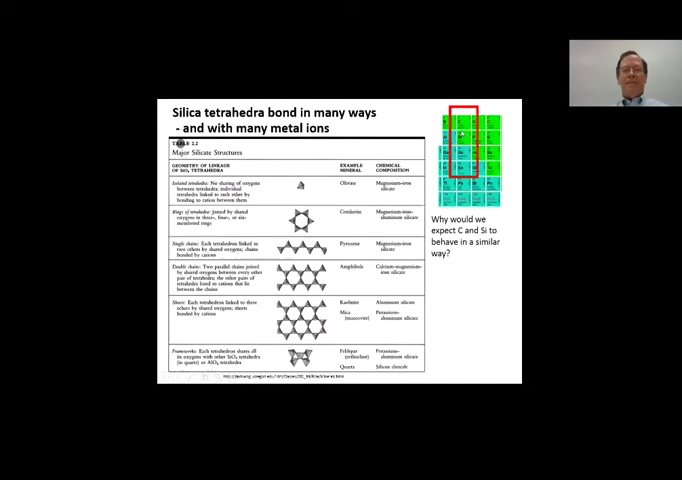 Silica tetrahedra bond in many ways
- and with many metal ions
TABLE 2.2
Major Silicate Structures
GEOMETRY OF LINKAGE
OF SiO₄ TETRAHEDRA
EXAMPLE
MINERAL
CHEMICAL
COMPOSITION
Isolated tetrahedra: No sharing of oxygens
between tetrahedra; individual
tetrahedra linked to each other by
bonding to cation between them
Olivine
Magnesium-iron
silicate
Rings of tetrahedra: Joined by shared
oxygens in three-, four-, or six-
membered rings
Cordierite
Magnesium-iron-
aluminum silicate
Single chains: Each tetrahedron linked to
two others by shared oxygens; chains
bonded by cations
Pyroxene
Magnesium-iron
silicate
Double chains: Two parallel chains joined
by shared oxygens between every other
pair of tetrahedra; the other pairs of
tetrahedra bond to cations that lie
between the chains
Amphibole
Calcium-magnesium-
iron silicate
Sheets: Each tetrahedron linked to three
others by shared oxygens; sheets
bonded by cations
Kaolinite
Aluminum silicate
Mica
(muscovite)
Potassium-
aluminum silicate
Frameworks: Each tetrahedron shares all
its oxygens with other SiO₄ tetrahedra
(in quartz) or AlO₄ tetrahedra
Feldspar
(orthoclase)
Potassium-
aluminum silicate
Quartz
Silicon dioxide
Why would we
expect C and Si to
behave in a similar
way?